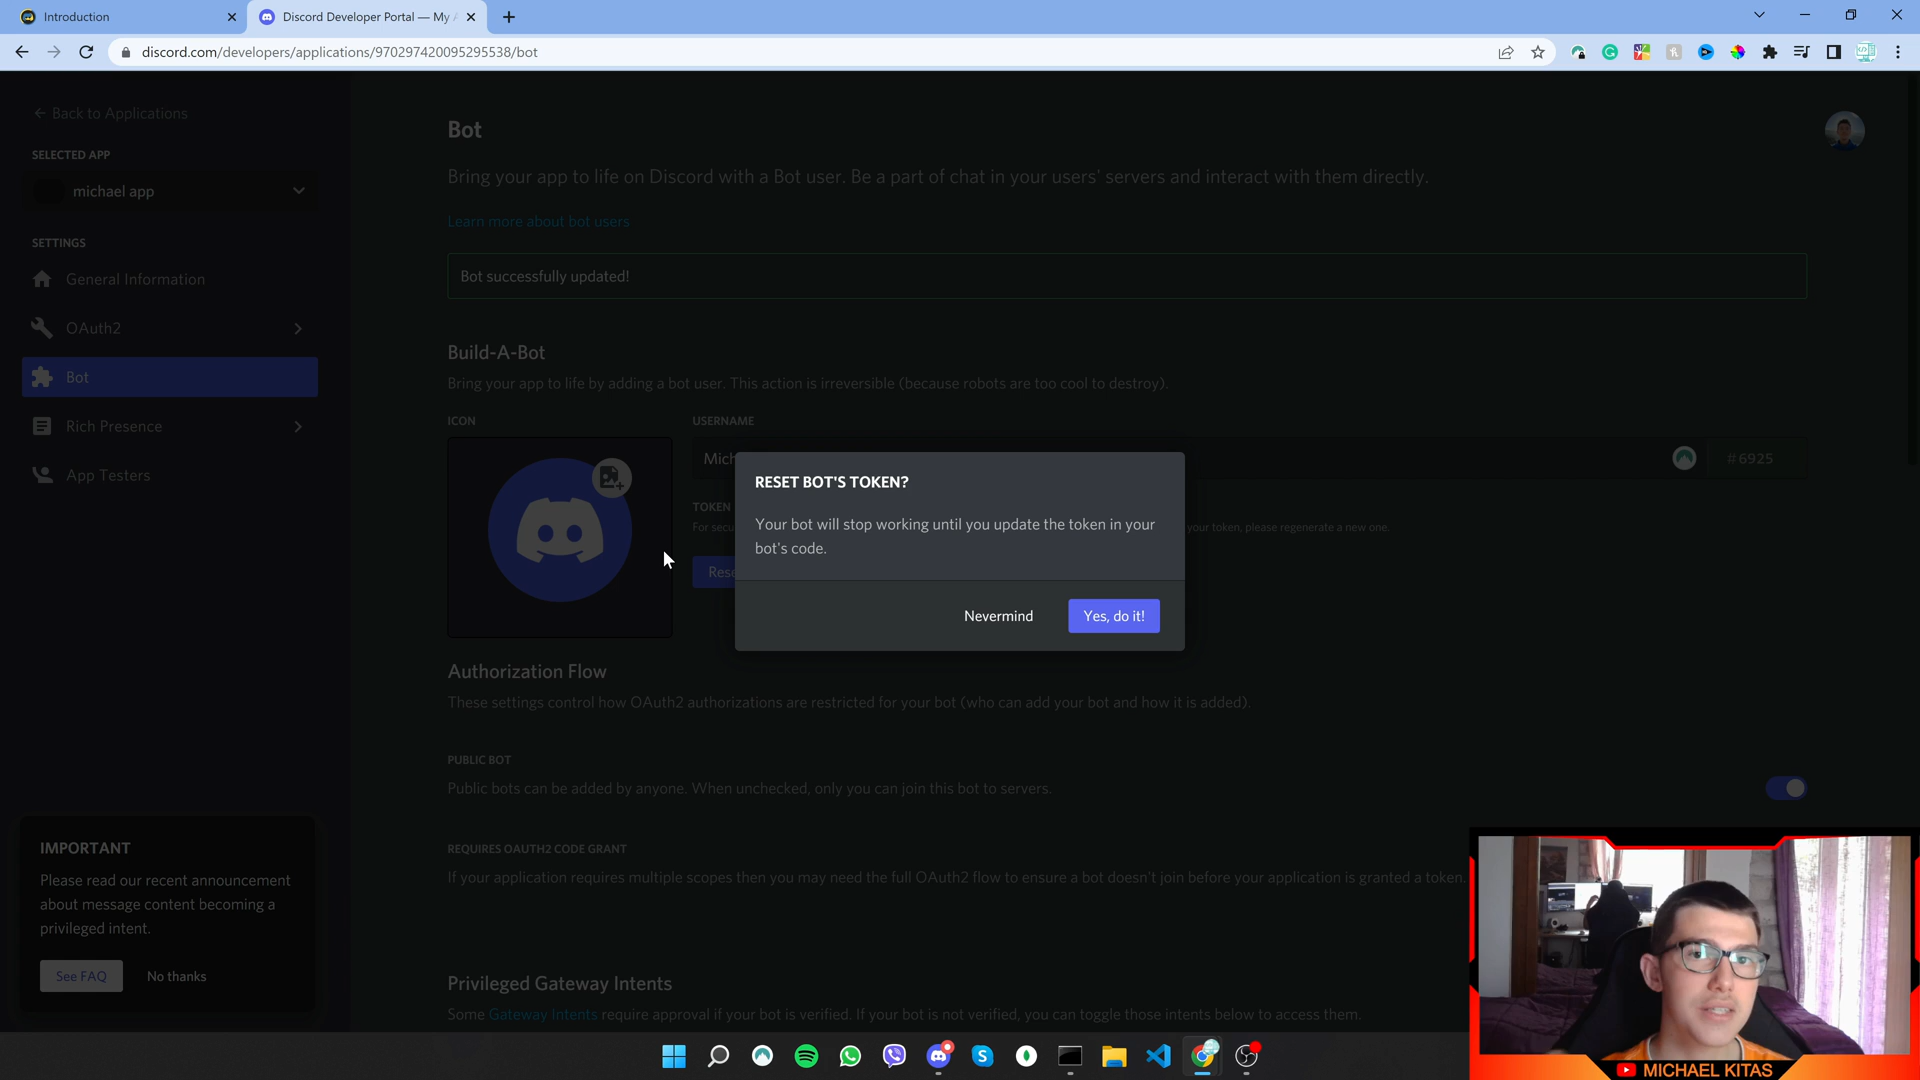 Introduction
Discord Developer Portal — My A
discord.com/developers/applications/970297420095295538/bot
Back to Applications
SELECTED APP
michael app
SETTINGS
General Information
OAuth2
Bot
Rich Presence
App Testers
IMPORTANT
Please read our recent announcement
about message content becoming a
privileged intent.
See FAQ
No thanks
Bot
Bring your app to life on Discord with a Bot user. Be a part of chat in your users' servers and interact with them directly.
Learn more about bot users
Bot successfully updated!
Build-A-Bot
Bring your app to life by adding a bot user. This action is irreversible (because robots are too cool to destroy).
ICON
USERNAME
Mich
#6925
TOKEN
For secu
your token, please regenerate a new one.
Rese
RESET BOT'S TOKEN?
Your bot will stop working until you update the token in your
bot's code.
Nevermind
Yes, do it!
Authorization Flow
These settings control how OAuth2 authorizations are restricted for your bot (who can add your bot and how it is added).
PUBLIC BOT
Public bots can be added by anyone. When unchecked, only you can join this bot to servers.
REQUIRES OAUTH2 CODE GRANT
If your application requires multiple scopes then you may need the full OAuth2 flow to ensure a bot doesn't join before your application is granted a token.
Privileged Gateway Intents
Some Gateway Intents require approval if your bot is verified. If your bot is not verified, you can toggle those intents below to access them.
MICHAEL KITAS